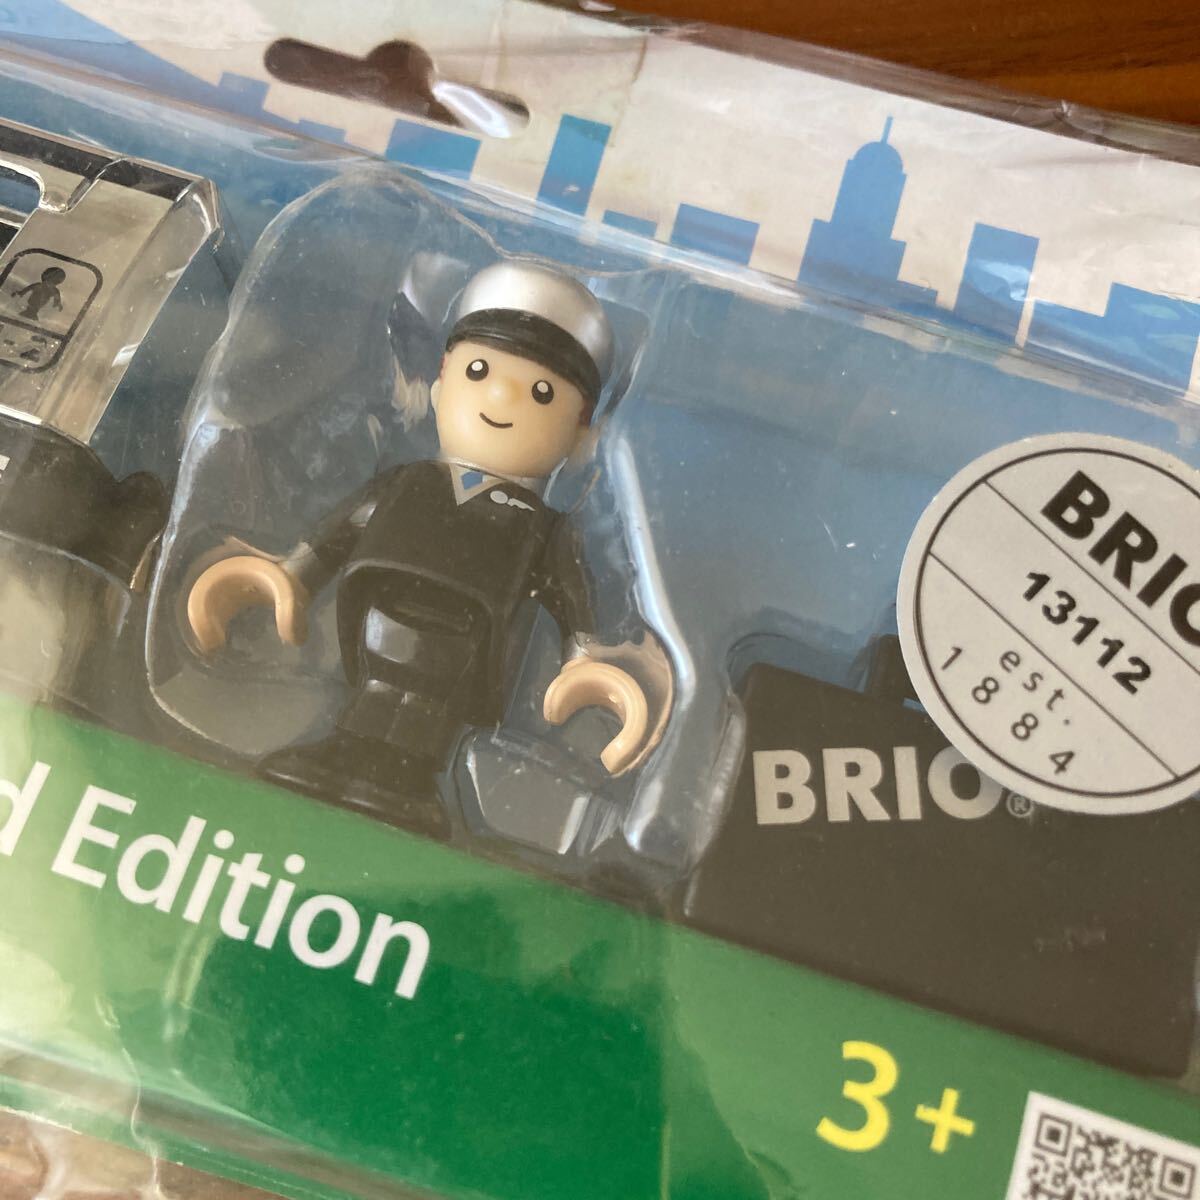 BRIO
13112
est.
1884
BRIO®
Edition
3+